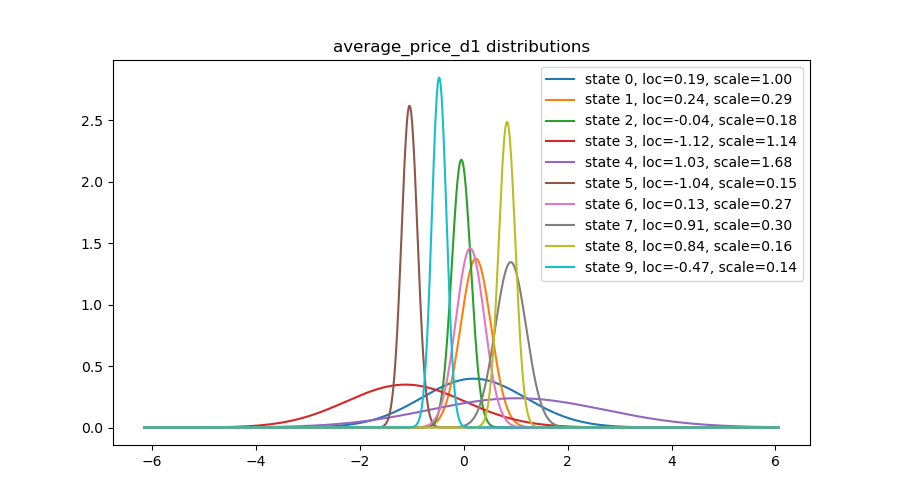 average_price_d1 distributions
state 0, loc=0.19, scale=1.00
state 1, loc=0.24, scale=0.29
state 2, loc=-0.04, scale=0.18
state 3, loc=-1.12, scale=1.14
state 4, loc=1.03, scale=1.68
state 5, loc=-1.04, scale=0.15
state 6, loc=0.13, scale=0.27
state 7, loc=0.91, scale=0.30
state 8, loc=0.84, scale=0.16
state 9, loc=-0.47, scale=0.14
2.5
2.0
1.5
1.0
0.5
0.0
−6 −4 −2 0 2 4 6